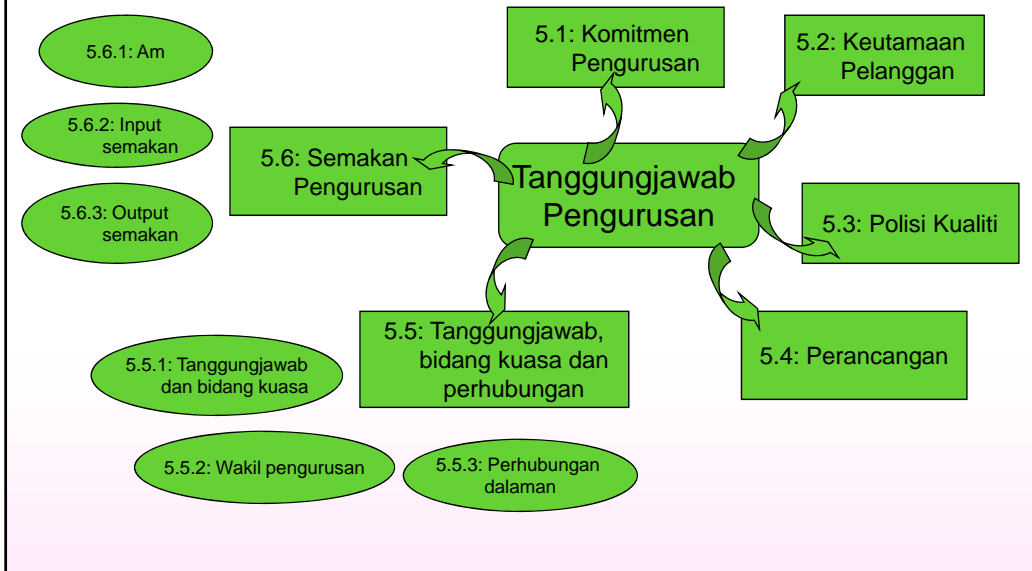 5.1: Komitmen
Pengurusan
5.2: Keutamaan
Pelanggan
5.6.1: Am
5.6.2: Input
semakan
5.6: Semakan
Pengurusan
Tanggungjawab
Pengurusan
5.6.3: Output
semakan
5.3: Polisi Kualiti
5.5: Tanggungjawab,
bidang kuasa dan
perhubungan
5.4: Perancangan
5.5.1: Tanggungjawab
dan bidang kuasa
5.5.2: Wakil pengurusan
5.5.3: Perhubungan
dalaman